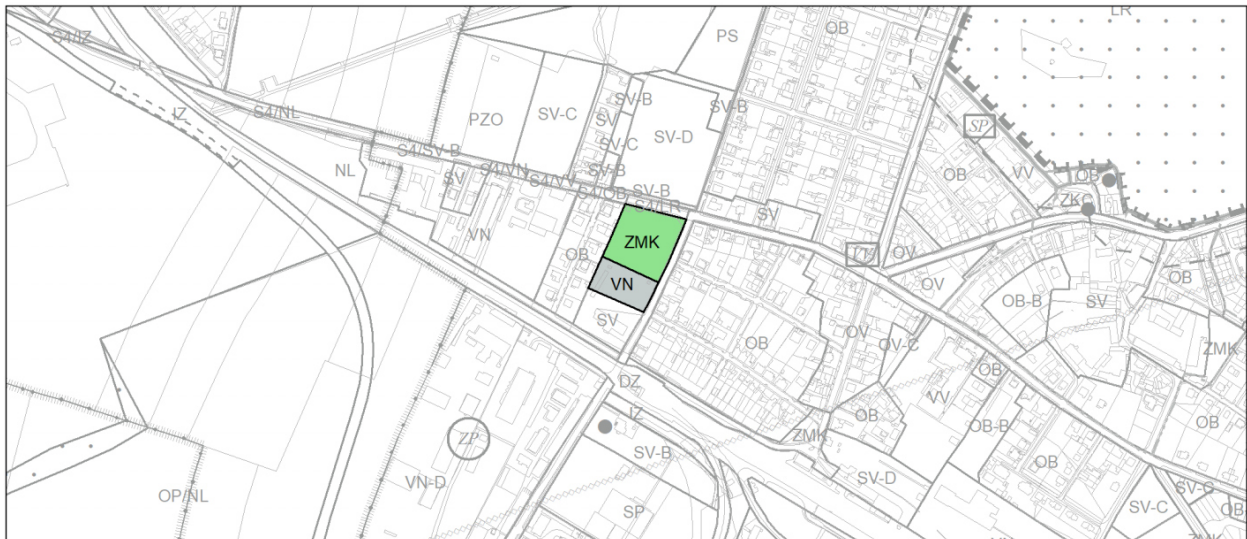 LR
OB
PS
S4/IZ
IZ
S4/NL
PZO
SV-C
SV-B
SV
SV-C
SV-B
SV-D
SV-B
SP
OB
VV
OB
NL
S4/SV-B
SV
S4/VN
S4/VV
S4/OB
SV-B
S4/LR
SV
VN
OB
ZMK
VN
SV
OV
OV
OB
OB-B
SV
OB
ZMK
OB
OV
OV-C
OB
VV
OB
DZ
IZ
OB
ZMK
OB-B
OB
OB
ZP
SV-B
SV-D
VN-D
OP/NL
SP
SV-C
SV-C
OB
ZMK